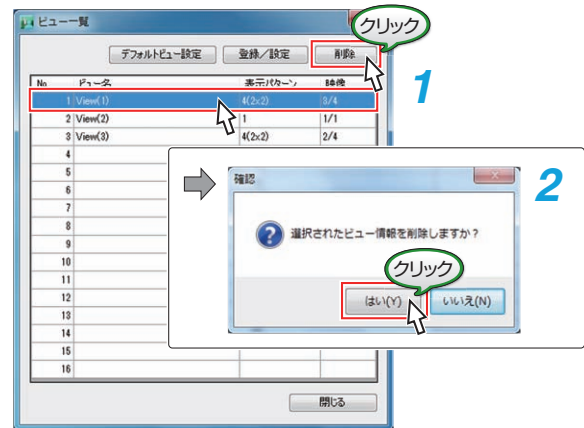 ビュー一覧
クリック
デフォルトビュー設定 登録／設定 削除
1
No ビュー名 表示パターン 映像
1 View(1) 4(2×2) 3/4
2 View(2) 1 1/1
3 View(3) 4(2×2) 2/4
4
5
6
7
8
9
10
11
12
13
14
15
16
閉じる
確認
2
選択されたビュー情報を削除しますか？
クリック
はい(Y) いいえ(N)